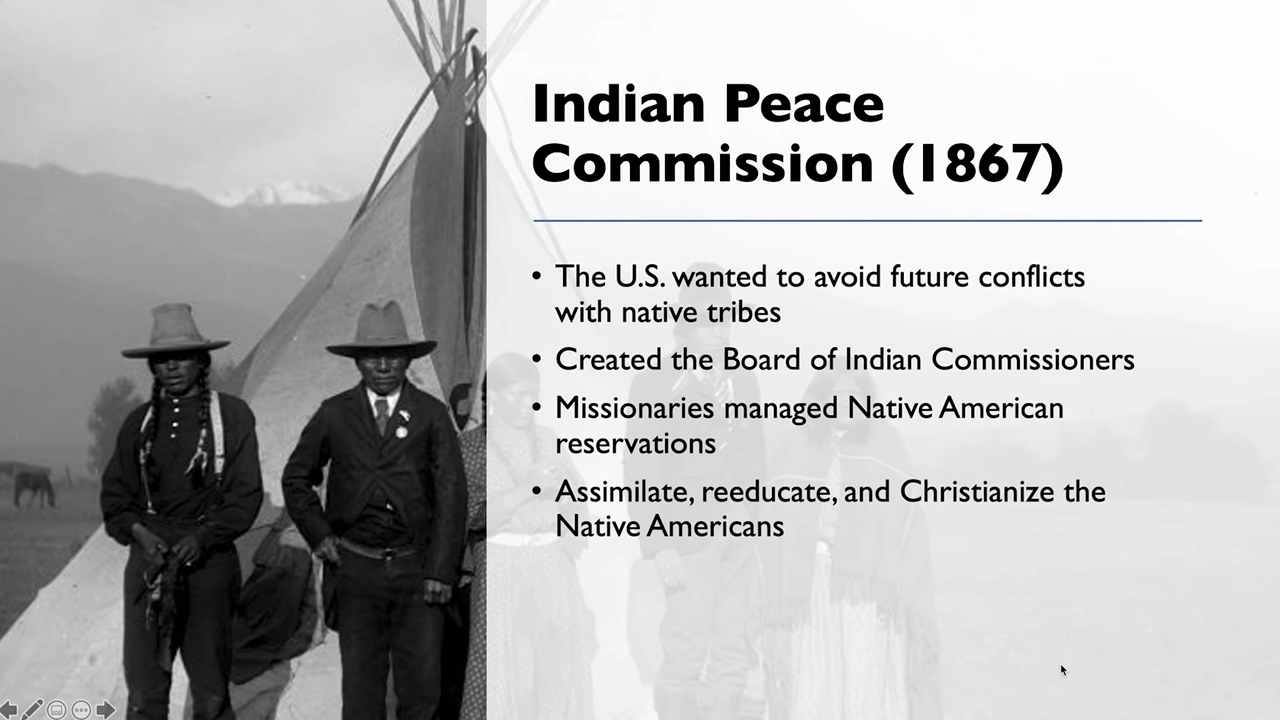 Indian Peace
Commission (1867)
• The U.S. wanted to avoid future conflicts
with native tribes
• Created the Board of Indian Commissioners
• Missionaries managed Native American
reservations
• Assimilate, reeducate, and Christianize the
Native Americans